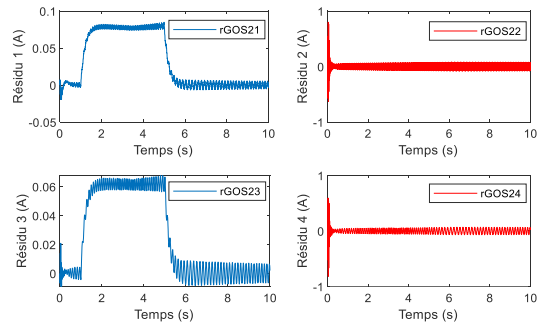 0.1
0.05
0
-0.05
Résidu 1 (A)
rGOS21
0 2 4 6 8 10
Temps (s)
1
0
-1
Résidu 2 (A)
rGOS22
0 2 4 6 8 10
Temps (s)
0.06
0.04
0.02
0
Résidu 3 (A)
rGOS23
0 2 4 6 8 10
Temps (s)
1
0
-1
Résidu 4 (A)
rGOS24
0 2 4 6 8 10
Temps (s)